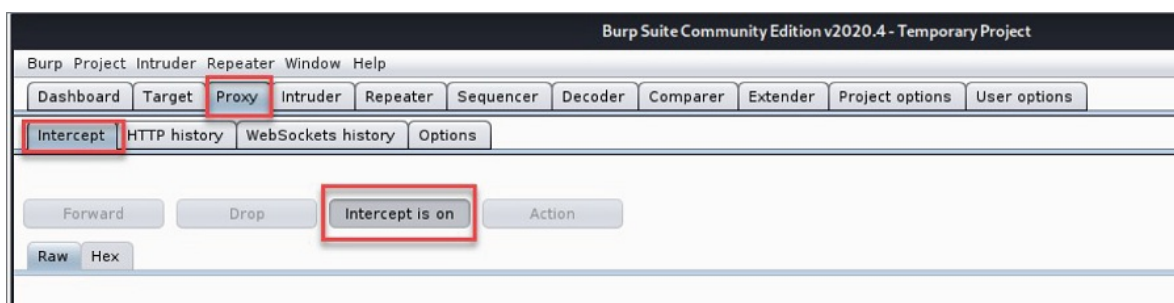 Burp Suite Community Edition v2020.4 - Temporary Project
Burp Project Intruder Repeater Window Help
Dashboard Target Proxy Intruder Repeater Sequencer Decoder Comparer Extender Project options User options
Intercept HTTP history WebSockets history Options
Forward Drop Intercept is on Action
Raw Hex